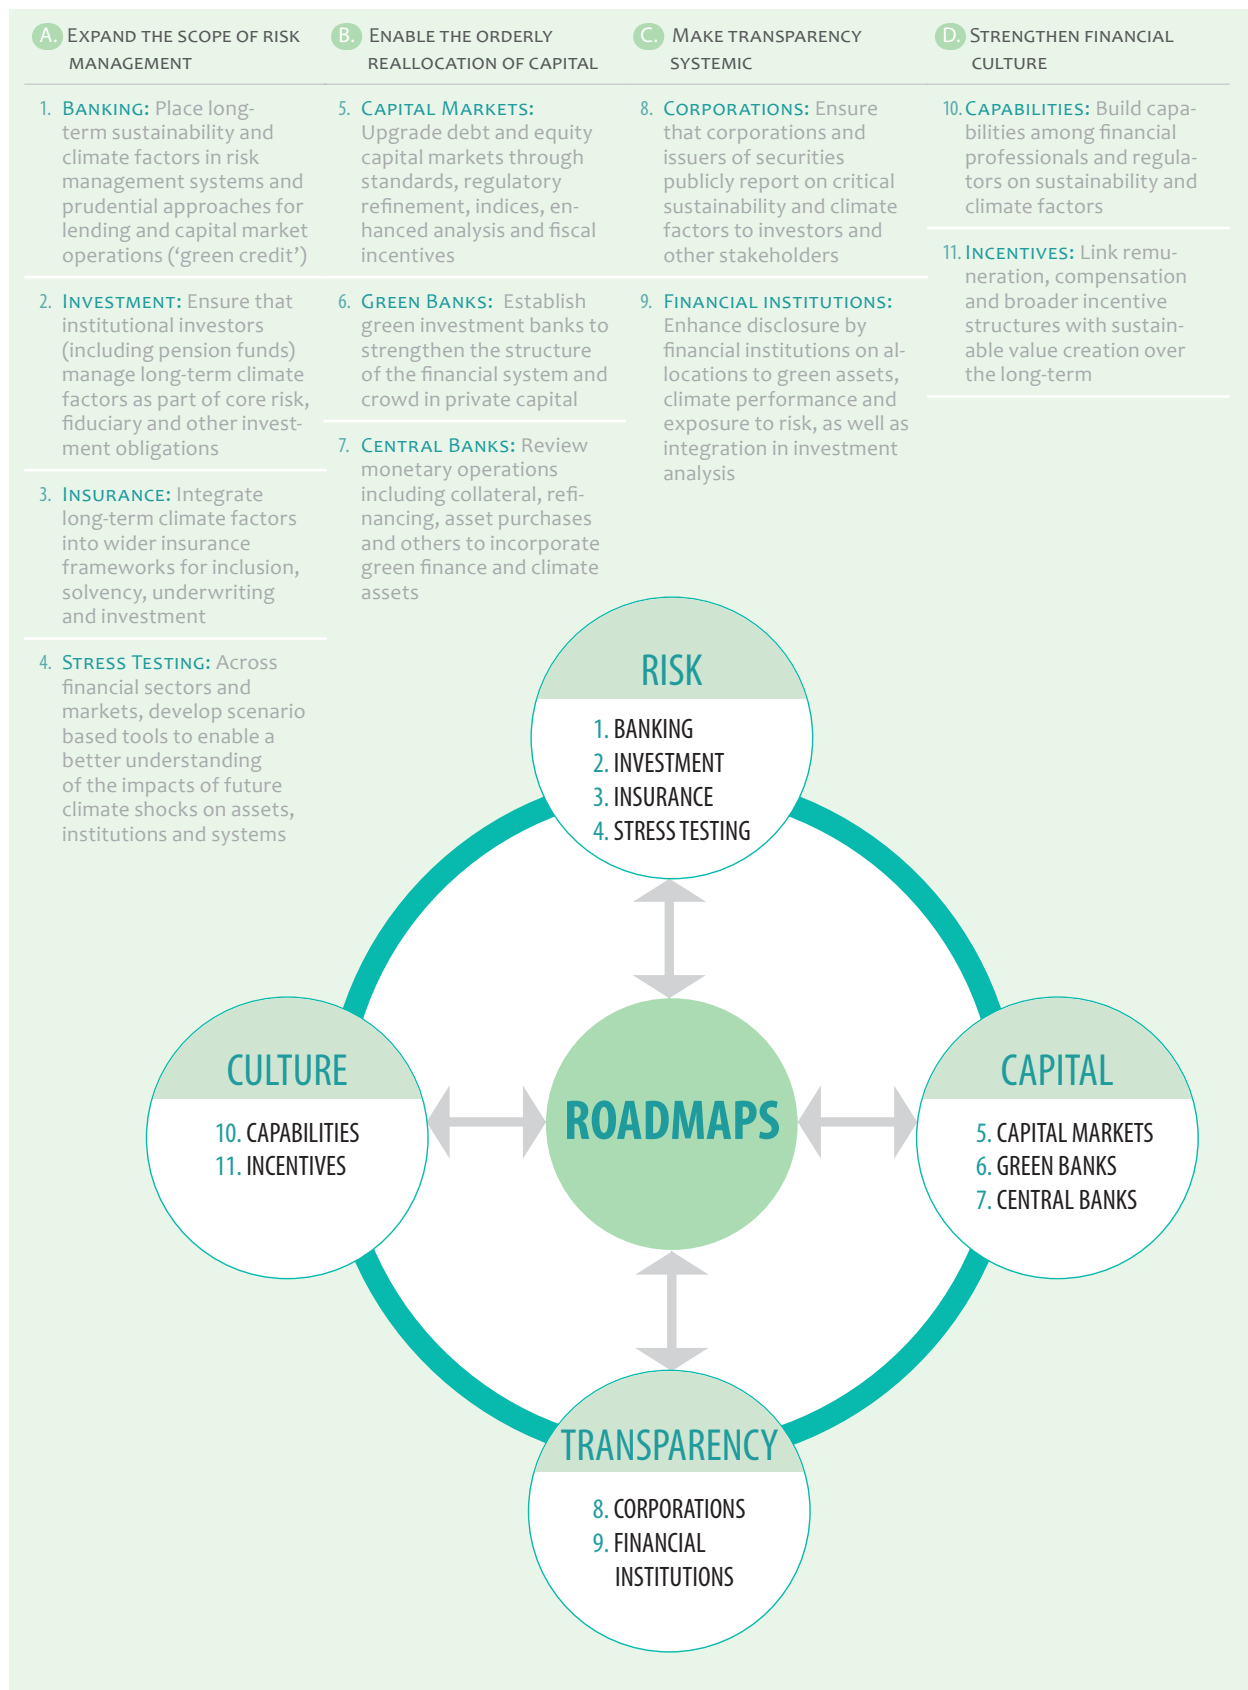 A. EXPAND THE SCOPE OF RISK
MANAGEMENT
1. BANKING: Place long-
term sustainability and
climate factors in risk
management systems and
prudential approaches for
lending and capital market
operations (‘green credit’)
2. INVESTMENT: Ensure that
institutional investors
(including pension funds)
manage long-term climate
factors as part of core risk,
fiduciary and other invest-
ment obligations
3. INSURANCE: Integrate
long-term climate factors
into wider insurance
frameworks for inclusion,
solvency, underwriting
and investment
4. STRESS TESTING: Across
financial sectors and
markets, develop scenario
based tools to enable a
better understanding
of the impacts of future
climate shocks on assets,
institutions and systems
B. ENABLE THE ORDERLY
REALLOCATION OF CAPITAL
5. CAPITAL MARKETS:
Upgrade debt and equity
capital markets through
standards, regulatory
refinement, indices, en-
hanced analysis and fiscal
incentives
6. GREEN BANKS: Establish
green investment banks to
strengthen the structure
of the financial system and
crowd in private capital
7. CENTRAL BANKS: Review
monetary operations
including collateral, refi-
nancing, asset purchases
and others to incorporate
green finance and climate
assets
C. MAKE TRANSPARENCY
SYSTEMIC
8. CORPORATIONS: Ensure
that corporations and
issuers of securities
publicly report on critical
sustainability and climate
factors to investors and
other stakeholders
9. FINANCIAL INSTITUTIONS:
Enhance disclosure by
financial institutions on al-
locations to green assets,
climate performance and
exposure to risk, as well as
integration in investment
analysis
D. STRENGTHEN FINANCIAL
CULTURE
10. CAPABILITIES: Build capa-
bilities among financial
professionals and regula-
tors on sustainability and
climate factors
11. INCENTIVES: Link remu-
neration, compensation
and broader incentive
structures with sustain-
able value creation over
the long-term
RISK
1. BANKING
2. INVESTMENT
3. INSURANCE
4. STRESS TESTING
CULTURE
10. CAPABILITIES
11. INCENTIVES
ROADMAPS
CAPITAL
5. CAPITAL MARKETS
6. GREEN BANKS
7. CENTRAL BANKS
TRANSPARENCY
8. CORPORATIONS
9. FINANCIAL
INSTITUTIONS